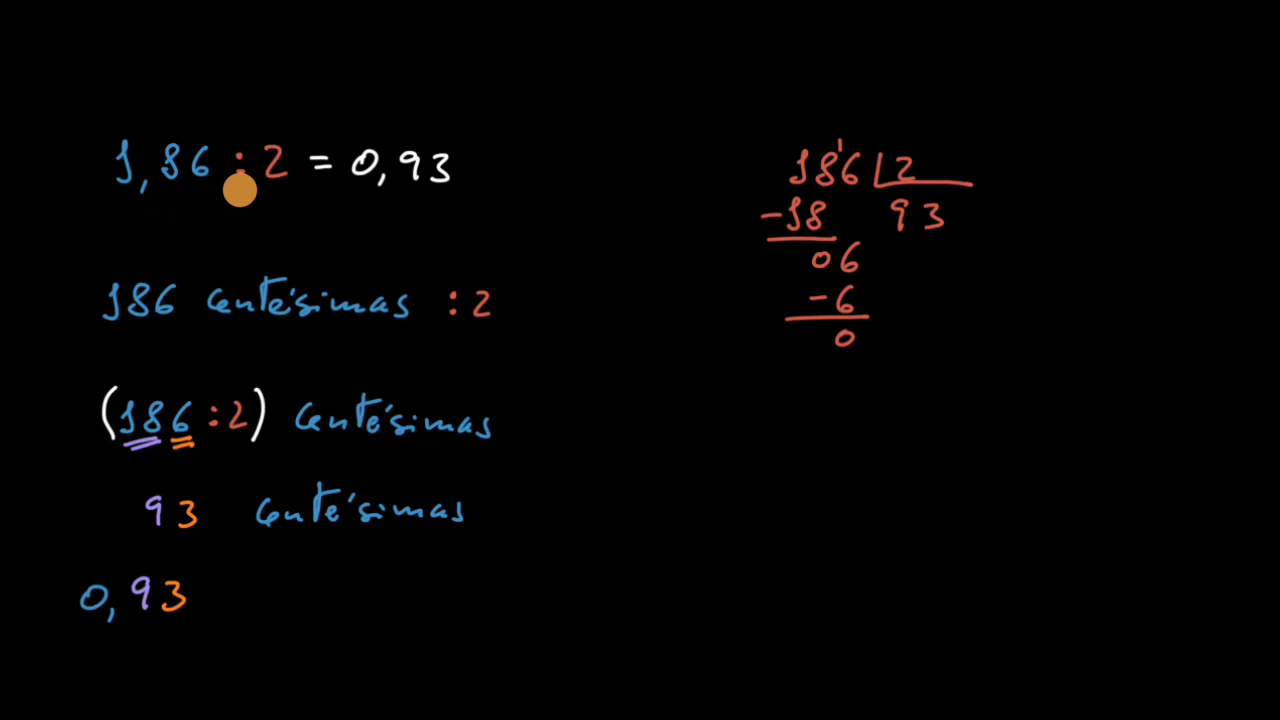 1,86 : 2 = 0,93
186 centésimas : 2
(186 : 2) centésimas
93 centésimas
0,93
186 | 2
-18 93
06
-6
0